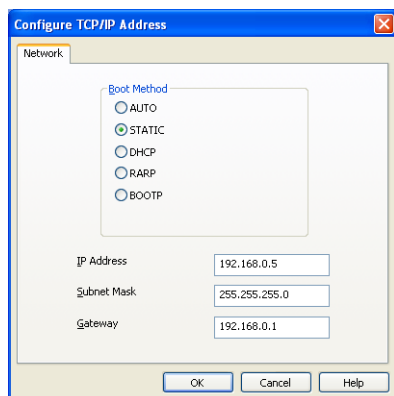 Configure TCP/IP Address
Network
Boot Method
AUTO
STATIC
DHCP
RARP
BOOTP
IP Address 192.168.0.5
Subnet Mask 255.255.255.0
Gateway 192.168.0.1
OK Cancel Help